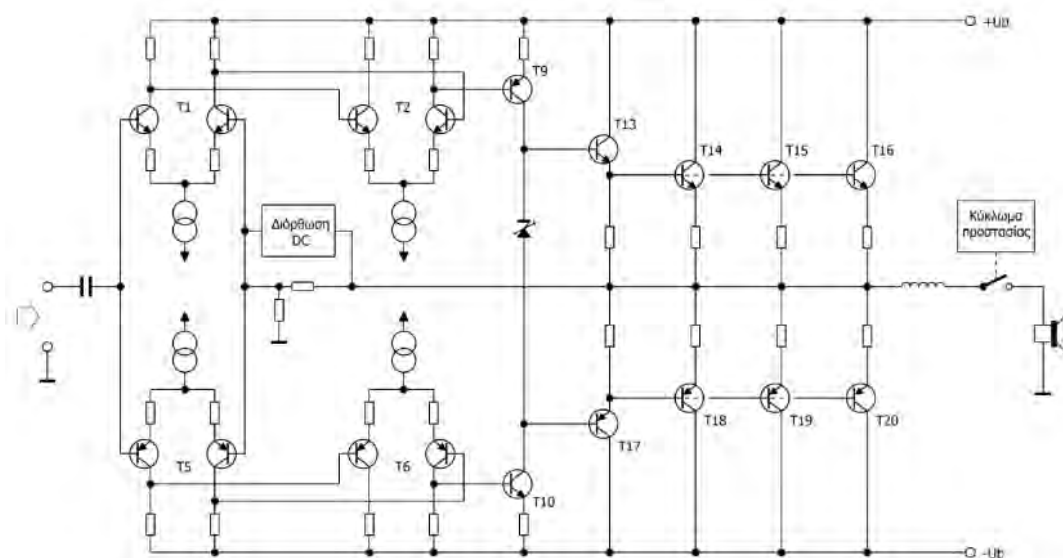 +Ub
T9
T1
T2
T13
T14
T15
T16
Διόρθωση
DC
Κύκλωμα
προστασίας
T5
T6
T10
T17
T18
T19
T20
-Ub